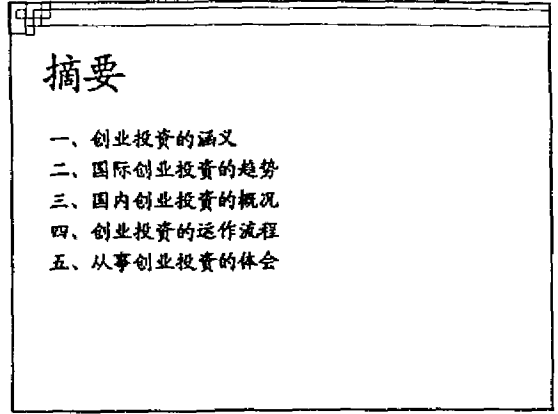 摘要
一、创业投资的涵义
二、国际创业投资的趋势
三、国内创业投资的概况
四、创业投资的运作流程
五、从事创业投资的体会